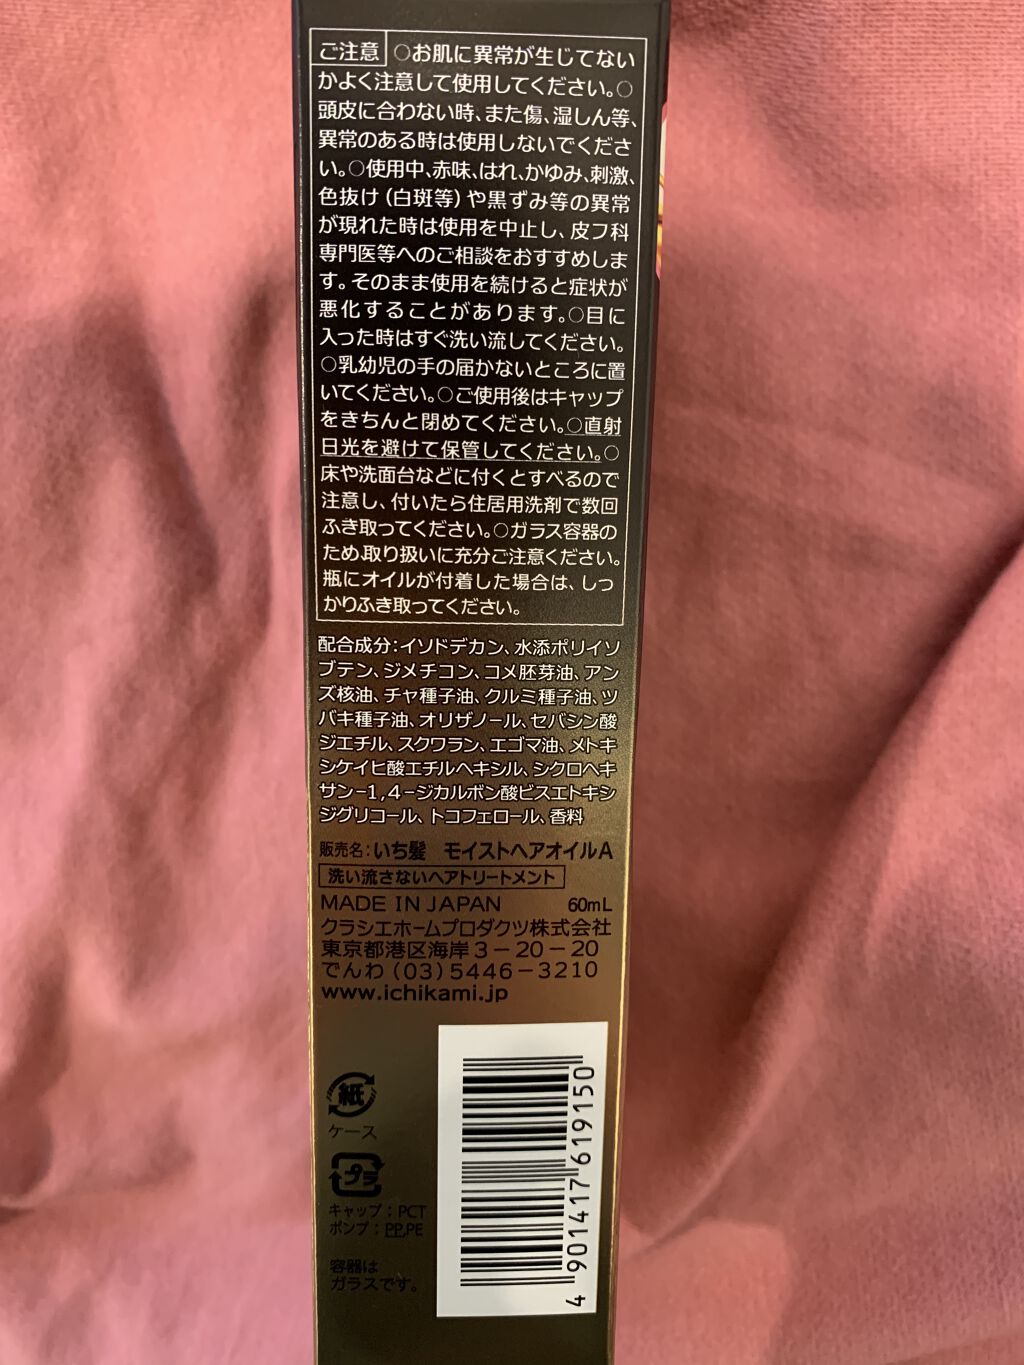 ご注意 ○お肌に異常が生じてない
かよく注意して使用してください。○
頭皮に合わない時、また傷、湿しん等、
異常のある時は使用しないでくださ
い。○使用中、赤味、はれ、かゆみ、刺激、
色抜け(白斑等)や黒ずみ等の異常
が現れた時は使用を中止し、皮フ科
専門医等へのご相談をおすすめしま
す。そのまま使用を続けると症状が
悪化することがあります。○目に
入った時はすぐ洗い流してください。
○乳幼児の手の届かないところに置
いてください。○ご使用後はキャップ
をきちんと閉めてください。○直射
日光を避けて保管してください。○
床や洗面台などに付くとすべるので
注意し、付いたら住居用洗剤で数回
ふき取ってください。○ガラス容器の
ため取り扱いに充分ご注意ください。
瓶にオイルが付着した場合は、しっ
かりふき取ってください。
配合成分:イソドデカン、水添ポリイソ
ブテン、ジメチコン、コメ胚芽油、アン
ズ核油、チャ種子油、クルミ種子油、ツ
バキ種子油、オリザノール、セバシン酸
ジエチル、スクワラン、エゴマ油、メトキ
シケイヒ酸エチルヘキシル、シクロヘキ
サン-1,4-ジカルボン酸ビスエトキシ
ジグリコール、トコフェロール、香料
販売名:いち髪 モイストヘアオイルA
洗い流さないヘアトリートメント
MADE IN JAPAN 60mL
クラシエホームプロダクツ株式会社
東京都港区海岸3-20-20
でんわ(03)5446-3210
www.ichikami.jp
紙
ケース
プラ
キャップ:PCT
ポンプ:PP,PE
容器は
ガラスです。
4 901417 619150